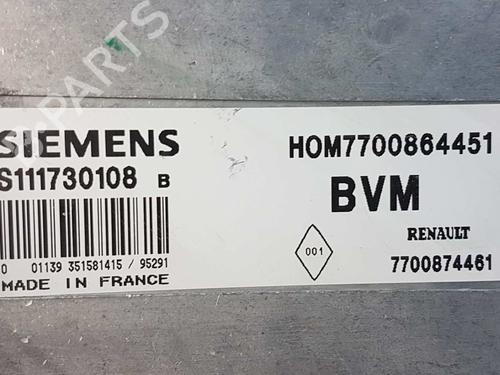 SIEMENS
S111730108 B
0 01139 351581415 / 95291
MADE IN FRANCE
HOM7700864451
BVM
RENAULT
001
7700874461